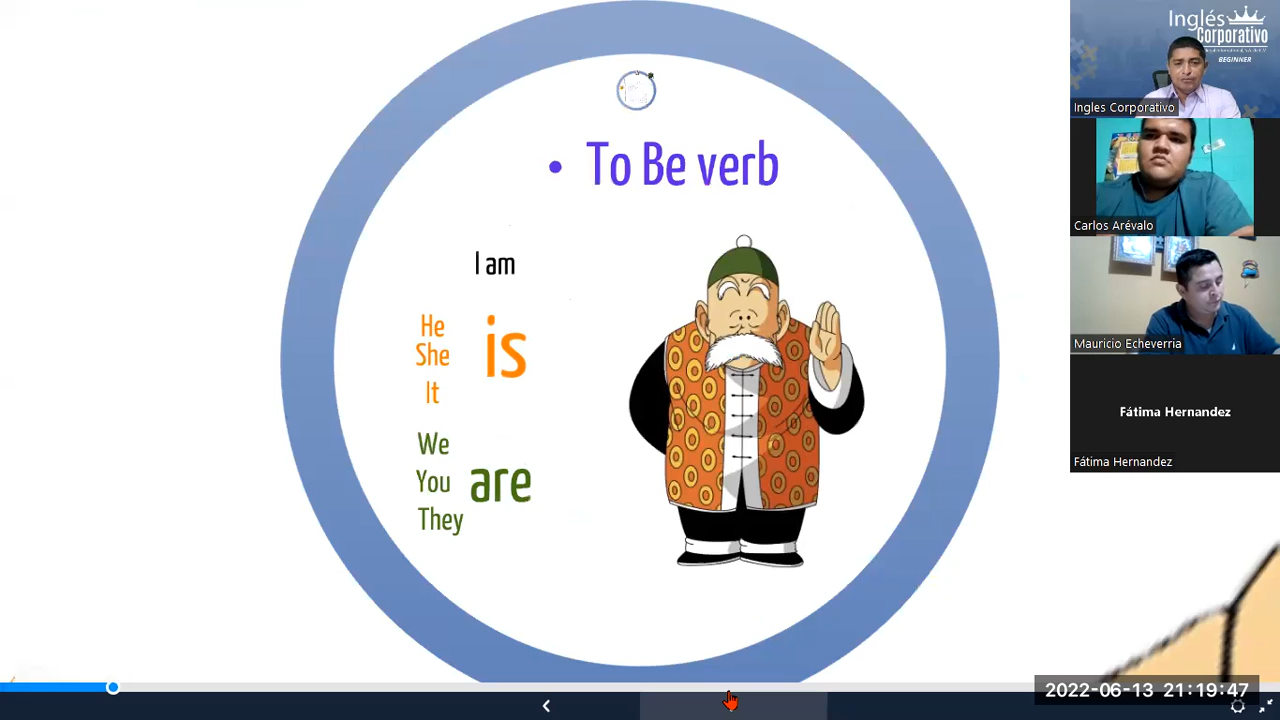 • To Be verb
I am
He
She
It
is
We
You
They
are
Inglés
Corporativo
BEGINNER
Ingles Corporativo
Carlos Arévalo
Mauricio Echeverria
Fátima Hernandez
Fátima Hernandez
2022-06-13 21:19:47